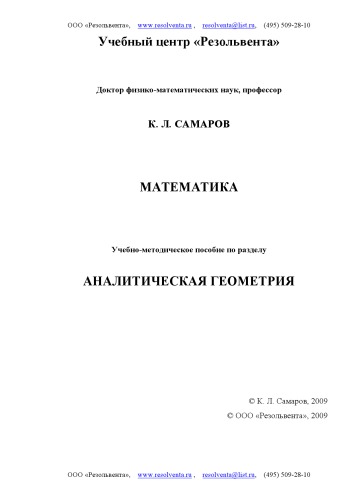 ООО «Резольвента», www.resolventa.ru , resolventa@list.ru, (495) 509-28-10
Учебный центр «Резольвента»
Доктор физико-математических наук, профессор
К. Л. САМАРОВ
МАТЕМАТИКА
Учебно-методическое пособие по разделу
АНАЛИТИЧЕСКАЯ ГЕОМЕТРИЯ
© К. Л. Самаров, 2009
© ООО «Резольвента», 2009
ООО «Резольвента», www.resolventa.ru , resolventa@list.ru, (495) 509-28-10